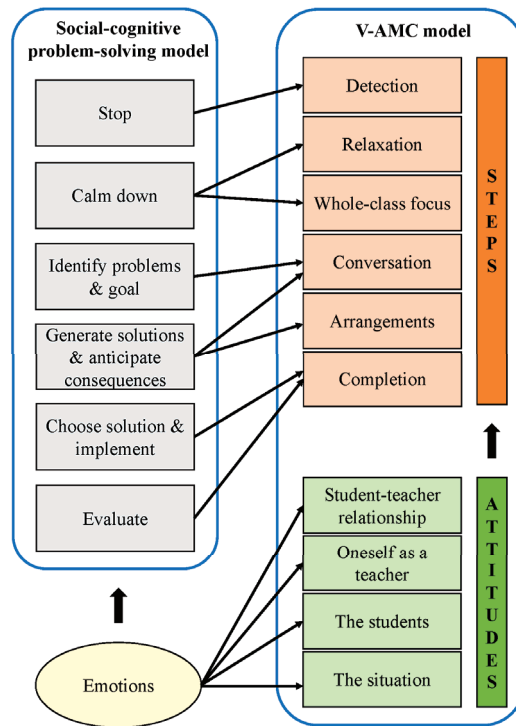 Social-cognitive
problem-solving model
Stop
Calm down
Identify problems
& goal
Generate solutions
& anticipate
consequences
Choose solution &
implement
Evaluate
Emotions
V-AMC model
Detection
Relaxation
Whole-class focus
Conversation
Arrangements
Completion
STEPS
Student-teacher
relationship
Oneself as a
teacher
The students
The situation
ATTITUDES